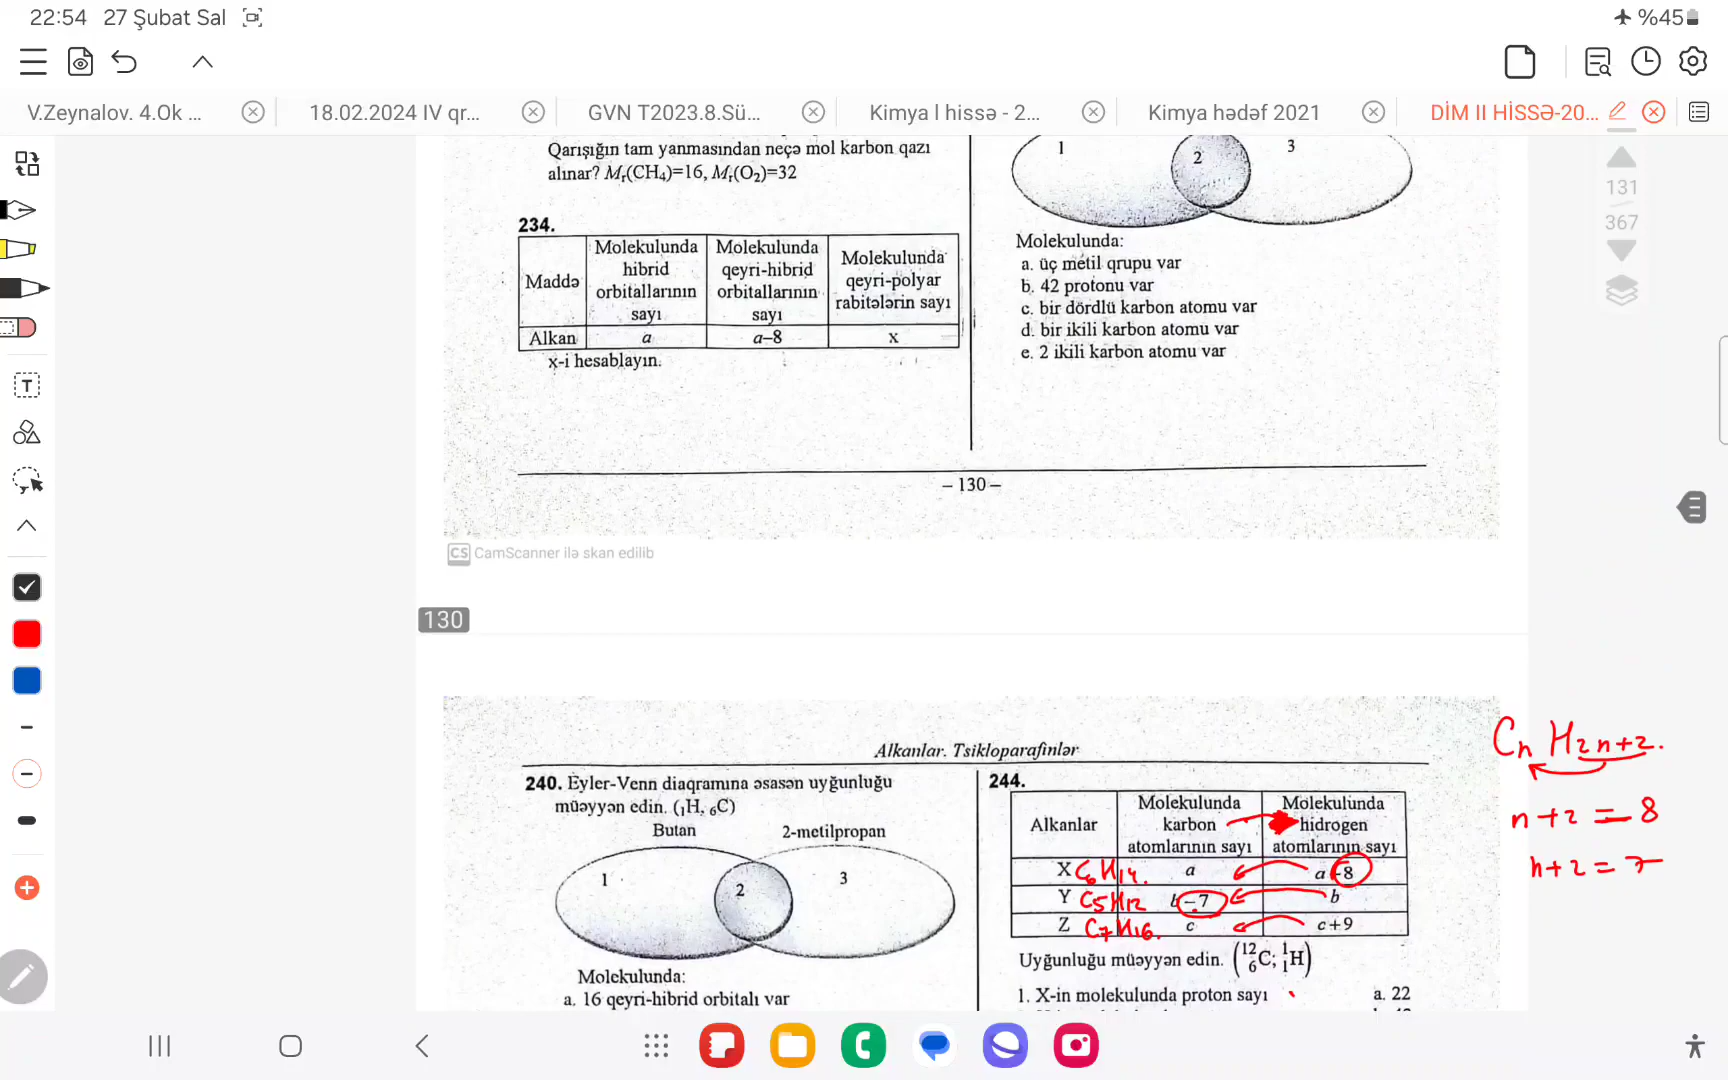 22:54 27 Şubat Sal
%45
V.Zeynalov. 4.Ok ...
18.02.2024 IV qr...
GVN T2023.8.Sü...
Kimya l hissə - 2...
Kimya hədəf 2021
DİM II HİSSƏ-20...
131
367
Qarışığın tam yanmasından neçə mol karbon qazı
alınar? Mr(CH₄)=16, Mr(O₂)=32
234.
Maddə
Molekulunda hibrid orbitallarının sayı
Molekulunda qeyri-hibrid orbitallarının sayı
Molekulunda qeyri-polyar rabitələrin sayı
Alkan a a–8 x
x-i hesablayın.
1 2 3
Molekulunda:
a. üç metil qrupu var
b. 42 protonu var
c. bir dördlü karbon atomu var
d. bir ikili karbon atomu var
e. 2 ikili karbon atomu var
– 130 –
CS CamScanner ilə skan edilib
130
Alkanlar. Tsikloparafinlər
240. Eyler-Venn diaqramına əsasən uyğunluğu
müəyyən edin. (₁H, ₆C)
Butan 2-metilpropan
1 2 3
Molekulunda:
a. 16 qeyri-hibrid orbitalı var
244.
Alkanlar
Molekulunda karbon atomlarının sayı
Molekulunda hidrogen atomlarının sayı
X C₆H₁₄. a a+8
Y C₅H₁₂ b–7 b
Z C₇H₁₆. c c+9
Uyğunluğu müəyyən edin. (¹²₆C; ¹₁H)
1. X-in molekulunda proton sayı a. 22
CₙH₂ₙ₊₂.
n+2 = 8
n+2 = 7